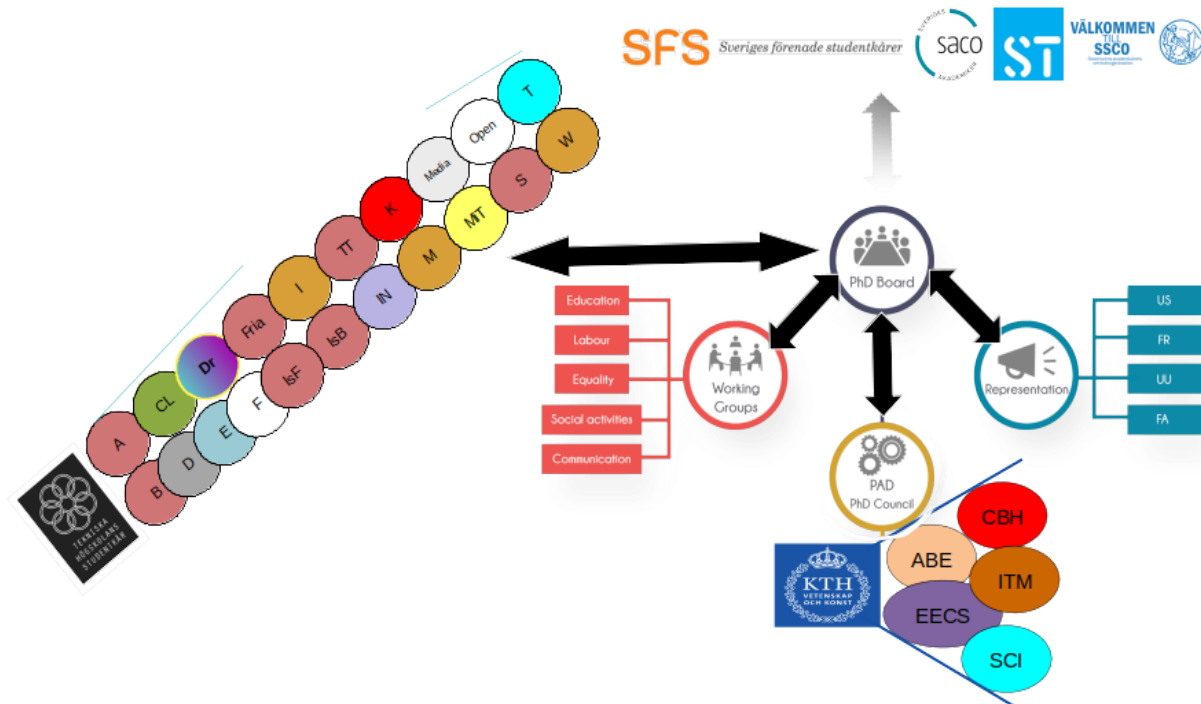 SFS
Sveriges förenade studentkårer
SVERIGES
saco
AKADEMIKER
ST
VÄLKOMMEN
TILL
SSCO
T
Open
W
Media
S
K
MiT
TT
M
I
IN
Fria
IsB
Dr
IsF
CL
F
A
E
D
B
TEKNISKA
HÖGSKOLANS
STUDENTKÅR
PhD Board
Education
Labour
Equality
Social activities
Communication
Working
Groups
Representation
US
FR
UU
FA
PAD
PhD Council
KTH
VETENSKAP
OCH KONST
CBH
ABE
ITM
EECS
SCI